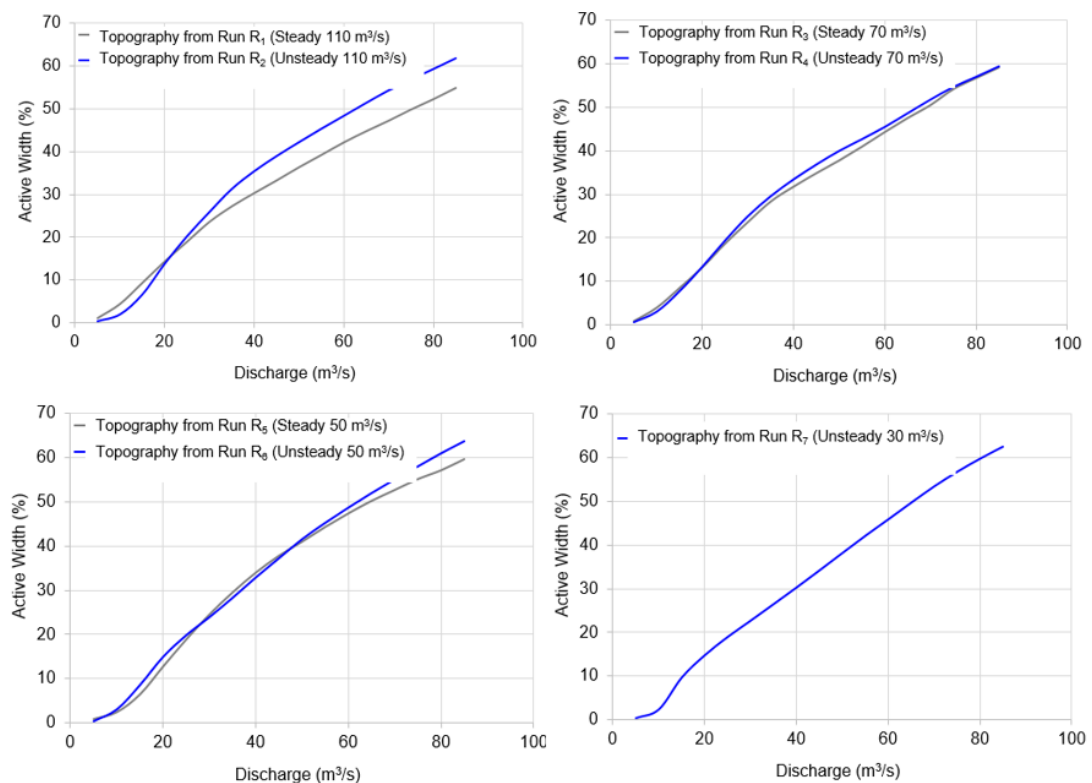 70
60
50
40
30
20
10
0
Active Width (%)
Topography from Run R₁ (Steady 110 m³/s)
Topography from Run R₂ (Unsteady 110 m³/s)
0 20 40 60 80 100
Discharge (m³/s)
70
60
50
40
30
20
10
0
Active Width (%)
Topography from Run R₃ (Steady 70 m³/s)
Topography from Run R₄ (Unsteady 70 m³/s)
0 20 40 60 80 100
Discharge (m³/s)
70
60
50
40
30
20
10
0
Active Width (%)
Topography from Run R₅ (Steady 50 m³/s)
Topography from Run R₆ (Unsteady 50 m³/s)
0 20 40 60 80 100
Discharge (m³/s)
70
60
50
40
30
20
10
0
Active Width (%)
Topography from Run R₇ (Unsteady 30 m³/s)
0 20 40 60 80 100
Discharge (m³/s)